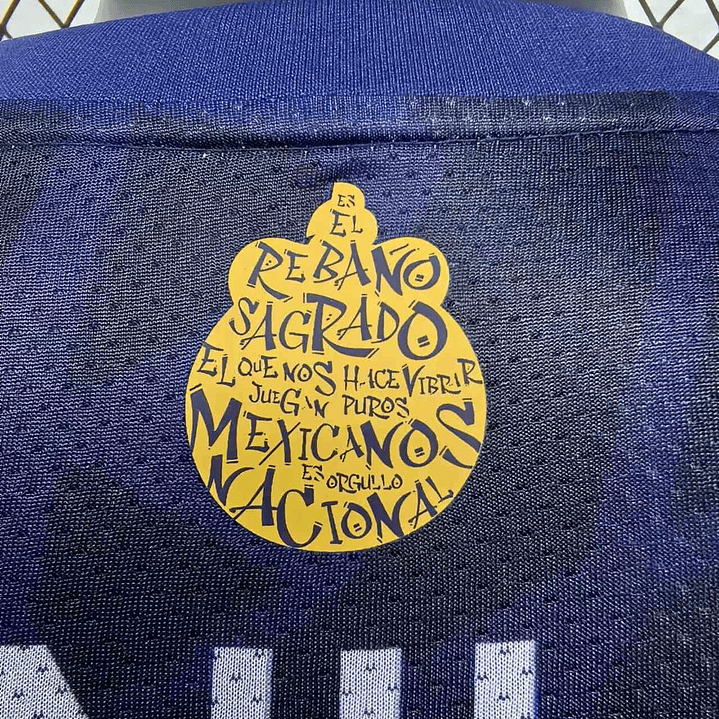 ES
EL
REBAÑO
SAGRADO
EL QUE NOS HACE VIBRIR
JUEGAN PUROS
MEXICANOS
ES ORGULLO
NACIONAL